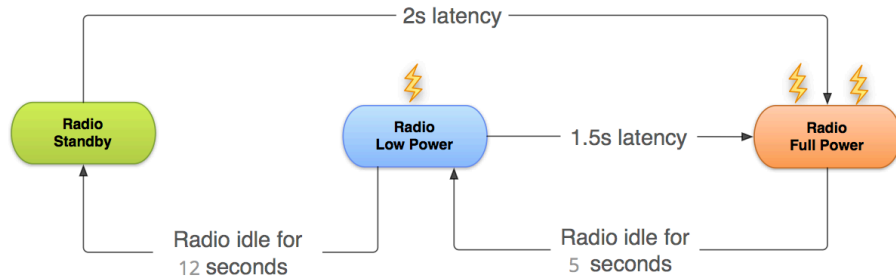 2s latency
Radio
Standby
Radio
Low Power
1.5s latency
Radio
Full Power
Radio idle for
12 seconds
Radio idle for
5 seconds